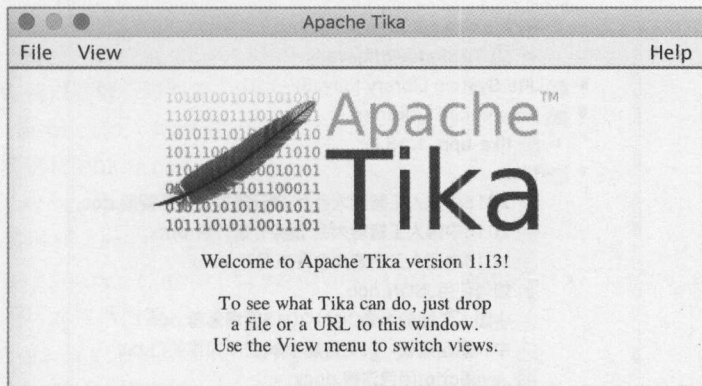 Apache Tika
File View Help
Apache™
Tika
Welcome to Apache Tika version 1.13!
To see what Tika can do, just drop
a file or a URL to this window.
Use the View menu to switch views.